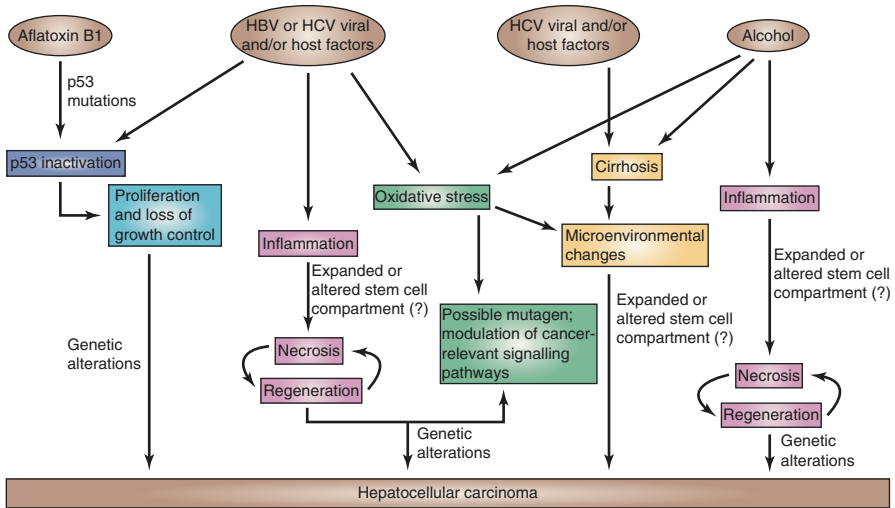 Aflatoxin B1
HBV or HCV viral
and/or host factors
HCV viral and/or
host factors
Alcohol
p53
mutations
p53 inactivation
Cirrhosis
Proliferation
and loss of
growth control
Oxidative stress
Inflammation
Inflammation
Microenvironmental
changes
Expanded or
altered stem cell
compartment (?)
Expanded or
altered stem cell
compartment (?)
Expanded or
altered stem cell
compartment (?)
Possible mutagen;
modulation of cancer-
relevant signalling
pathways
Genetic
alterations
Necrosis
Regeneration
Necrosis
Regeneration
Genetic
alterations
Genetic
alterations
Hepatocellular carcinoma